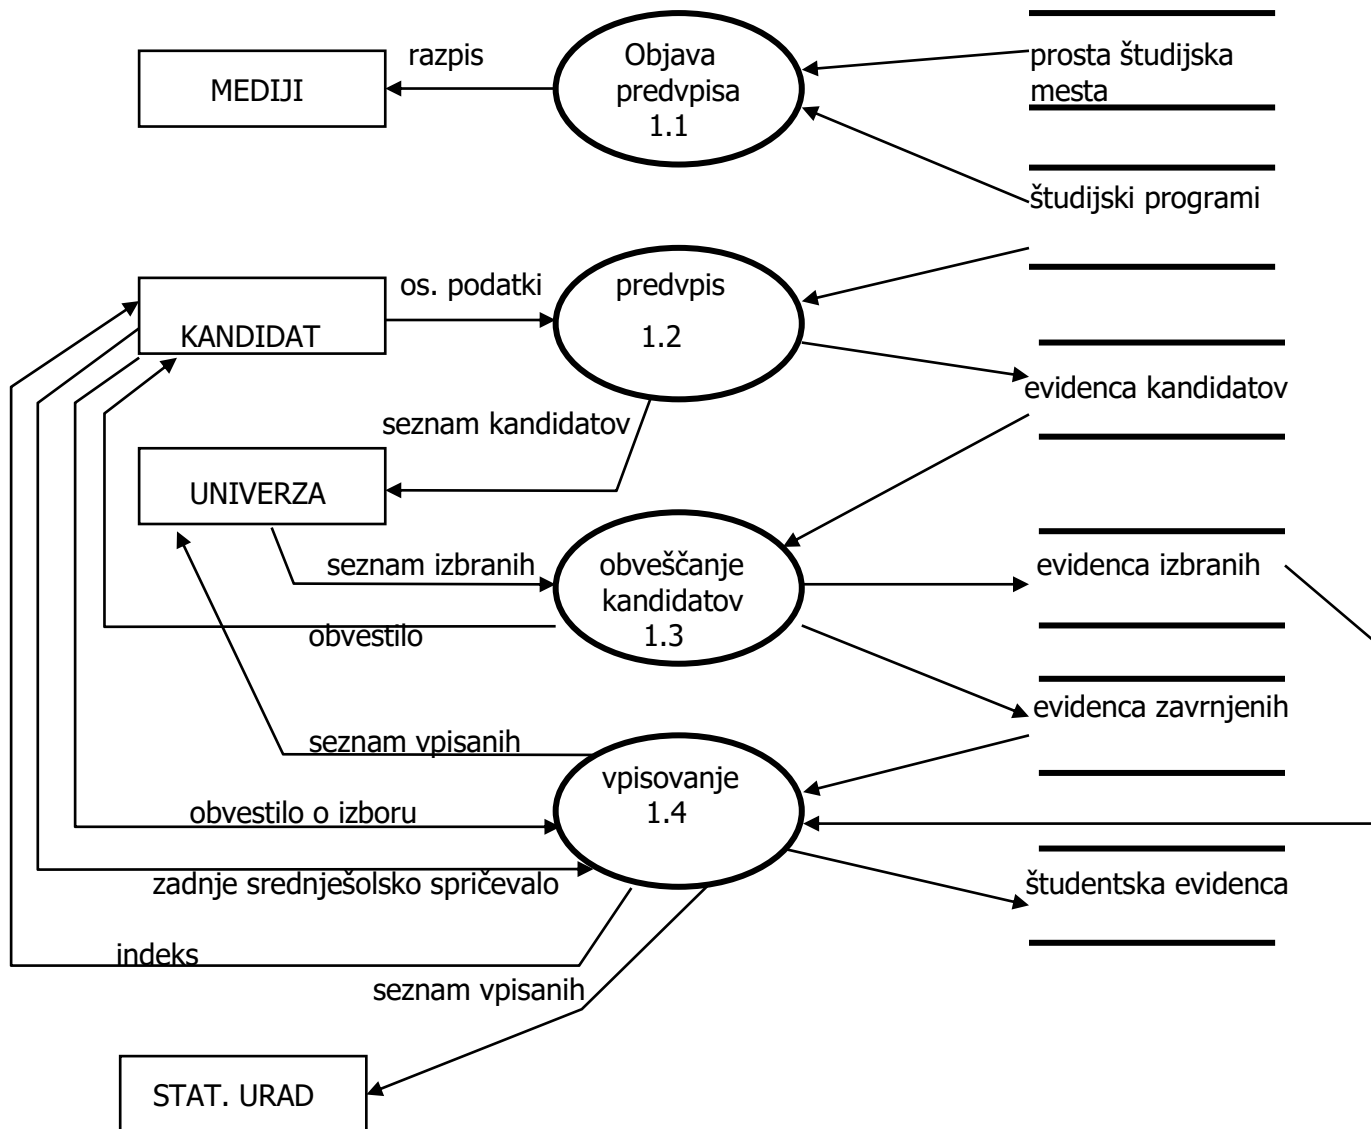 razpis
Objava
predvpisa
1.1
prosta študijska
mesta
MEDIJI
študijski programi
os. podatki
predvpis
1.2
KANDIDAT
evidenca kandidatov
seznam kandidatov
UNIVERZA
seznam izbranih
obveščanje
kandidatov
1.3
evidenca izbranih
obvestilo
evidenca zavrnjenih
seznam vpisanih
vpisovanje
1.4
obvestilo o izboru
zadnje srednješolsko spričevalo
študentska evidenca
indeks
seznam vpisanih
STAT. URAD